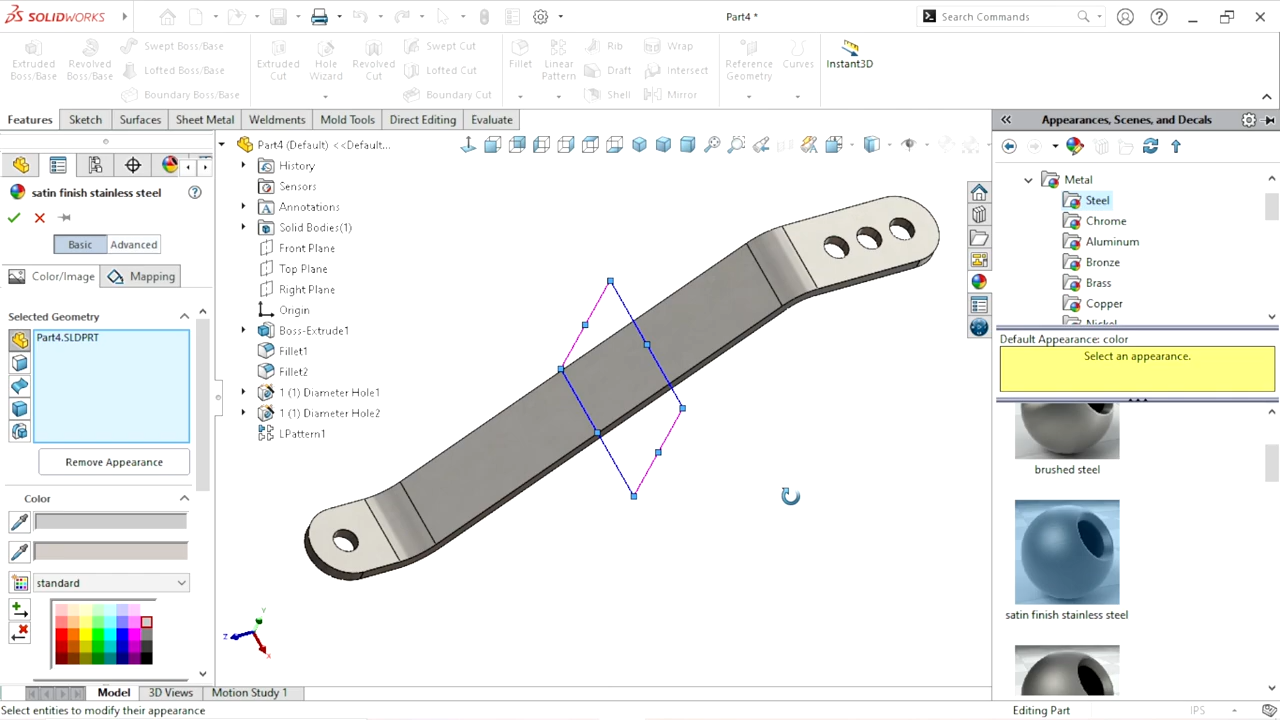 SOLIDWORKS
Part4 *
Search Commands
Extruded Boss/Base
Revolved Boss/Base
Swept Boss/Base
Lofted Boss/Base
Boundary Boss/Base
Extruded Cut
Hole Wizard
Revolved Cut
Swept Cut
Lofted Cut
Boundary Cut
Fillet
Linear Pattern
Rib
Draft
Shell
Wrap
Intersect
Mirror
Reference Geometry
Curves
Instant3D
Features
Sketch
Surfaces
Sheet Metal
Weldments
Mold Tools
Direct Editing
Evaluate
satin finish stainless steel
Basic
Advanced
Color/Image
Mapping
Selected Geometry
Part4.SLDPRT
Remove Appearance
Color
standard
Part4 (Default) <<Default...
History
Sensors
Annotations
Solid Bodies(1)
Front Plane
Top Plane
Right Plane
Origin
Boss-Extrude1
Fillet1
Fillet2
1 (1) Diameter Hole1
1 (1) Diameter Hole2
LPattern1
Y
Z
X
Appearances, Scenes, and Decals
Metal
Steel
Chrome
Aluminum
Bronze
Brass
Copper
Nickel
Default Appearance: color
Select an appearance.
brushed steel
satin finish stainless steel
Model
3D Views
Motion Study 1
Select entities to modify their appearance
Editing Part
IPS